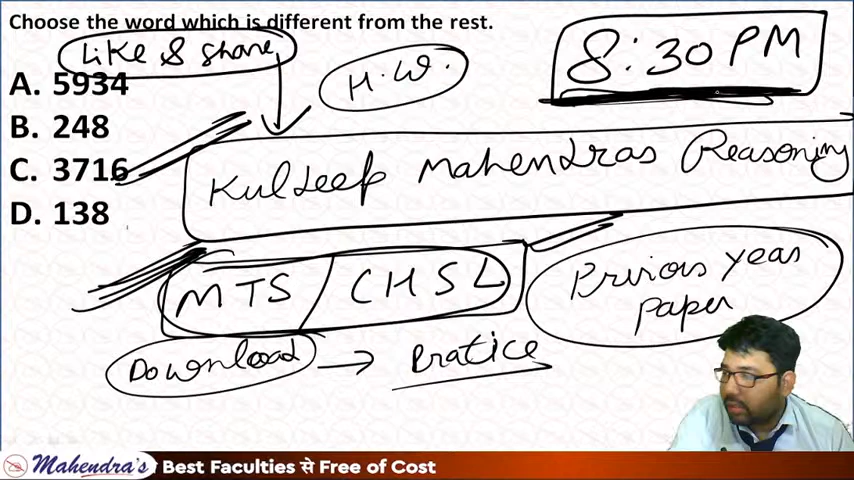 Choose the word which is different from the rest.
Like & share
8:30 PM
H.W.
A. 5934
B. 248
C. 3716
D. 138
Kuldeep Mahendras Reasoning
MTS / CHSL
Previous year
Paper
Download → Pratice
Mahendra's Best Faculties से Free of Cost